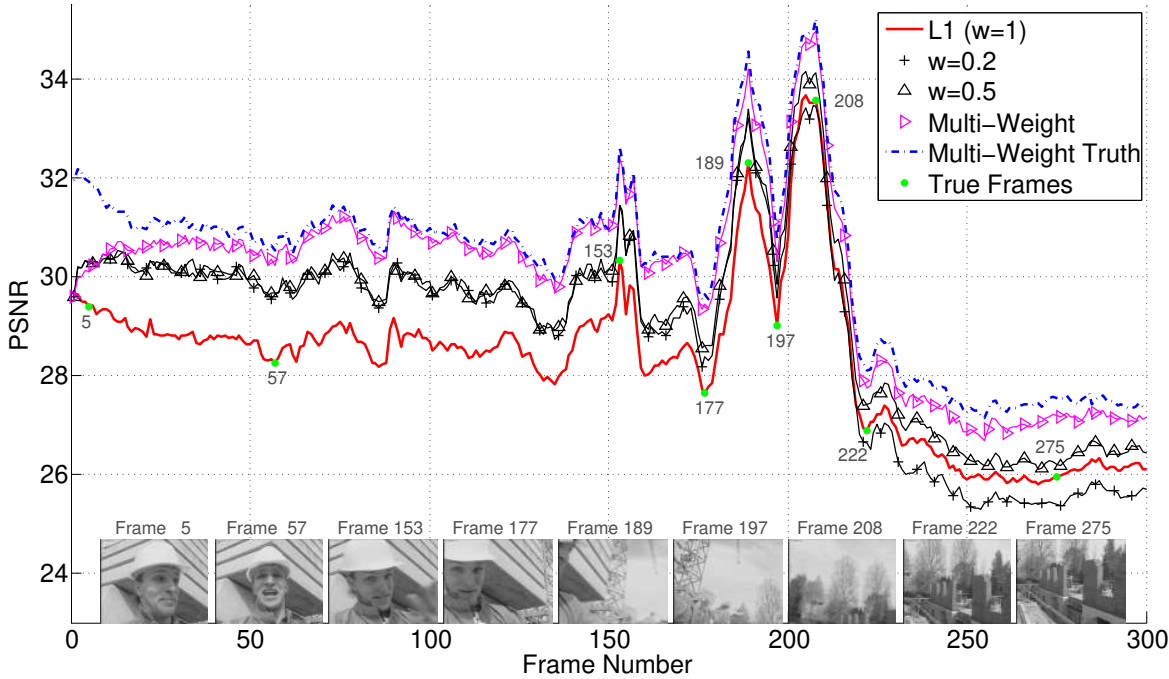 L1 (w=1)
w=0.2
w=0.5
Multi−Weight
Multi−Weight Truth
True Frames
PSNR
34
32
30
28
26
24
5
57
153
177
189
197
208
222
275
Frame 5
Frame 57
Frame 153
Frame 177
Frame 189
Frame 197
Frame 208
Frame 222
Frame 275
0
50
100
150
200
250
300
Frame Number